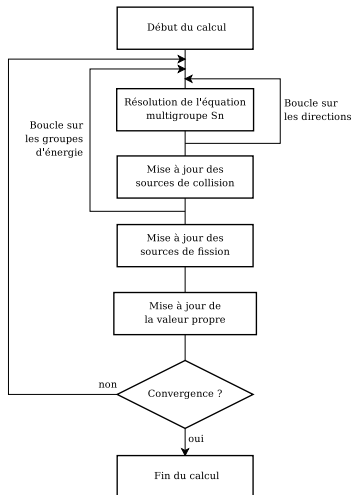 Début du calcul
Résolution de l'équation
multigroupe Sn
Boucle sur
les directions
Boucle sur
les groupes
d'énergie
Mise à jour des
sources de collision
Mise à jour des
sources de fission
Mise à jour de
la valeur propre
non
Convergence ?
oui
Fin du calcul